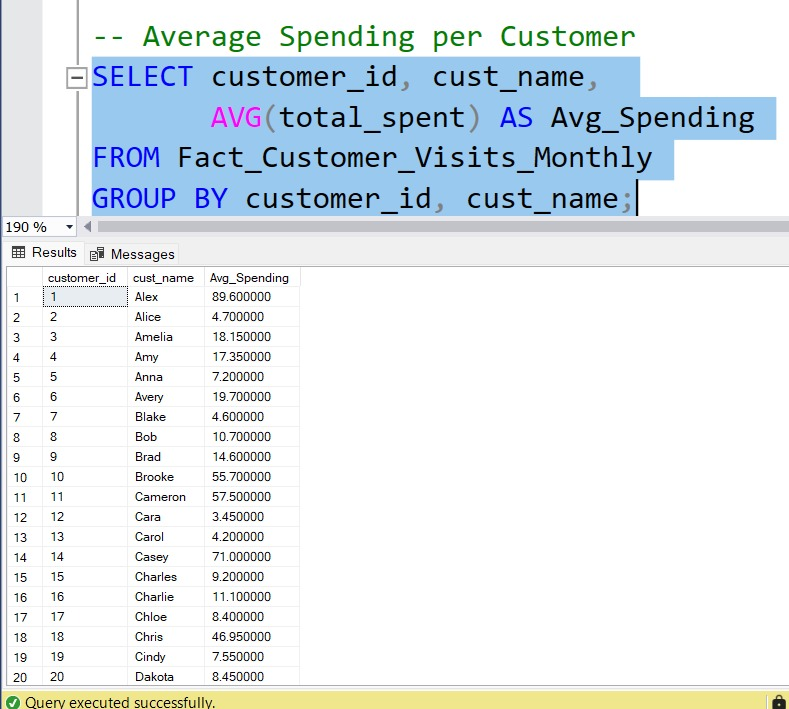 -- Average Spending per Customer
SELECT customer_id, cust_name,
AVG(total_spent) AS Avg_Spending
FROM Fact_Customer_Visits_Monthly
GROUP BY customer_id, cust_name;
190 %
Results Messages
customer_id cust_name Avg_Spending
1 1 Alex 89.600000
2 2 Alice 4.700000
3 3 Amelia 18.150000
4 4 Amy 17.350000
5 5 Anna 7.200000
6 6 Avery 19.700000
7 7 Blake 4.600000
8 8 Bob 10.700000
9 9 Brad 14.600000
10 10 Brooke 55.700000
11 11 Cameron 57.500000
12 12 Cara 3.450000
13 13 Carol 4.200000
14 14 Casey 71.000000
15 15 Charles 9.200000
16 16 Charlie 11.100000
17 17 Chloe 8.400000
18 18 Chris 46.950000
19 19 Cindy 7.550000
20 20 Dakota 8.450000
Query executed successfully.